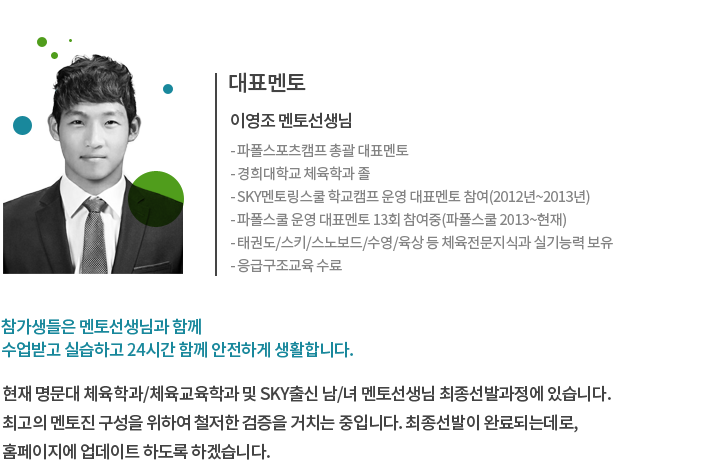 대표멘토
이영조 멘토선생님
- 파폴스포츠캠프 총괄 대표멘토
- 경희대학교 체육학과 졸
- SKY멘토링스쿨 학교캠프 운영 대표멘토 참여(2012년~2013년)
- 파폴스쿨 운영 대표멘토 13회 참여중(파폴스쿨 2013~현재)
- 태권도/스키/스노보드/수영/육상 등 체육전문지식과 실기능력 보유
- 응급구조교육 수료
참가생들은 멘토선생님과 함께
수업받고 실습하고 24시간 함께 안전하게 생활합니다.
현재 명문대 체육학과/체육교육학과 및 SKY출신 남/녀 멘토선생님 최종선발과정에 있습니다.
최고의 멘토진 구성을 위하여 철저한 검증을 거치는 중입니다. 최종선발이 완료되는데로,
홈페이지에 업데이트 하도록 하겠습니다.